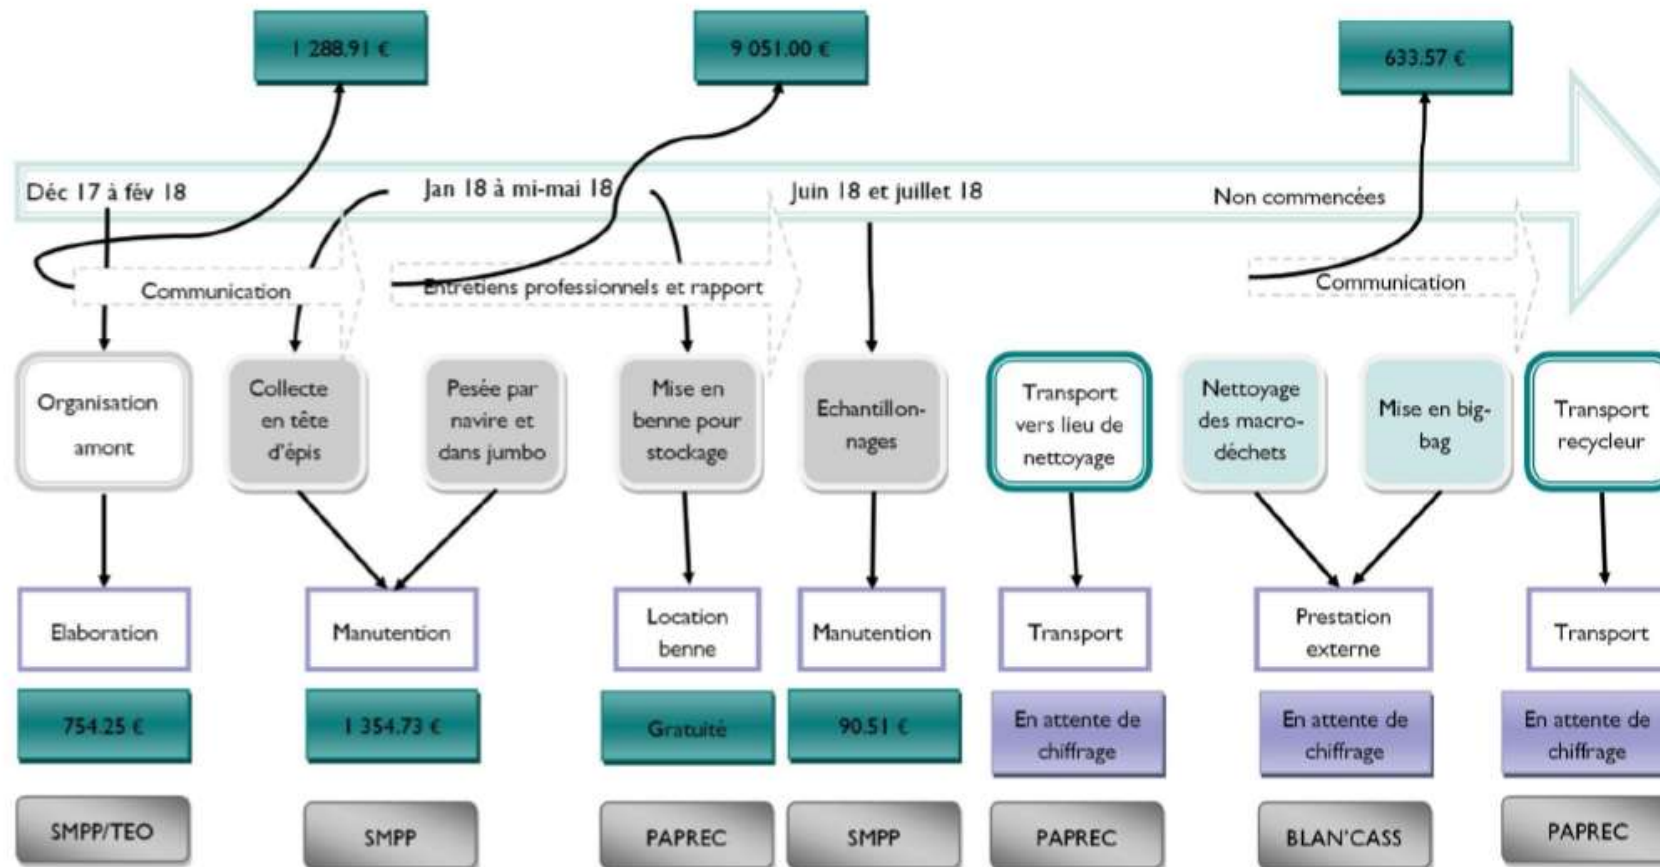 1 288.91 €
9 051.00 €
633.57 €
Déc 17 à fév 18
Jan 18 à mi-mai 18
Juin 18 et juillet 18
Non commencées
Communication
Entretiens professionnels et rapport
Communication
Organisation
amont
Collecte
en tête
d'épis
Pesée par
navire et
dans jumbo
Mise en
benne pour
stockage
Echantillon-
nages
Transport
vers lieu de
nettoyage
Nettoyage
des macro-
déchets
Mise en big-
bag
Transport
recycleur
Elaboration
Manutention
Location
benne
Manutention
Transport
Prestation
externe
Transport
754.25 €
1 354.73 €
Gratuité
90.51 €
En attente de
chiffrage
En attente de
chiffrage
En attente de
chiffrage
SMPP/TEO
SMPP
PAPREC
SMPP
PAPREC
BLAN'CASS
PAPREC